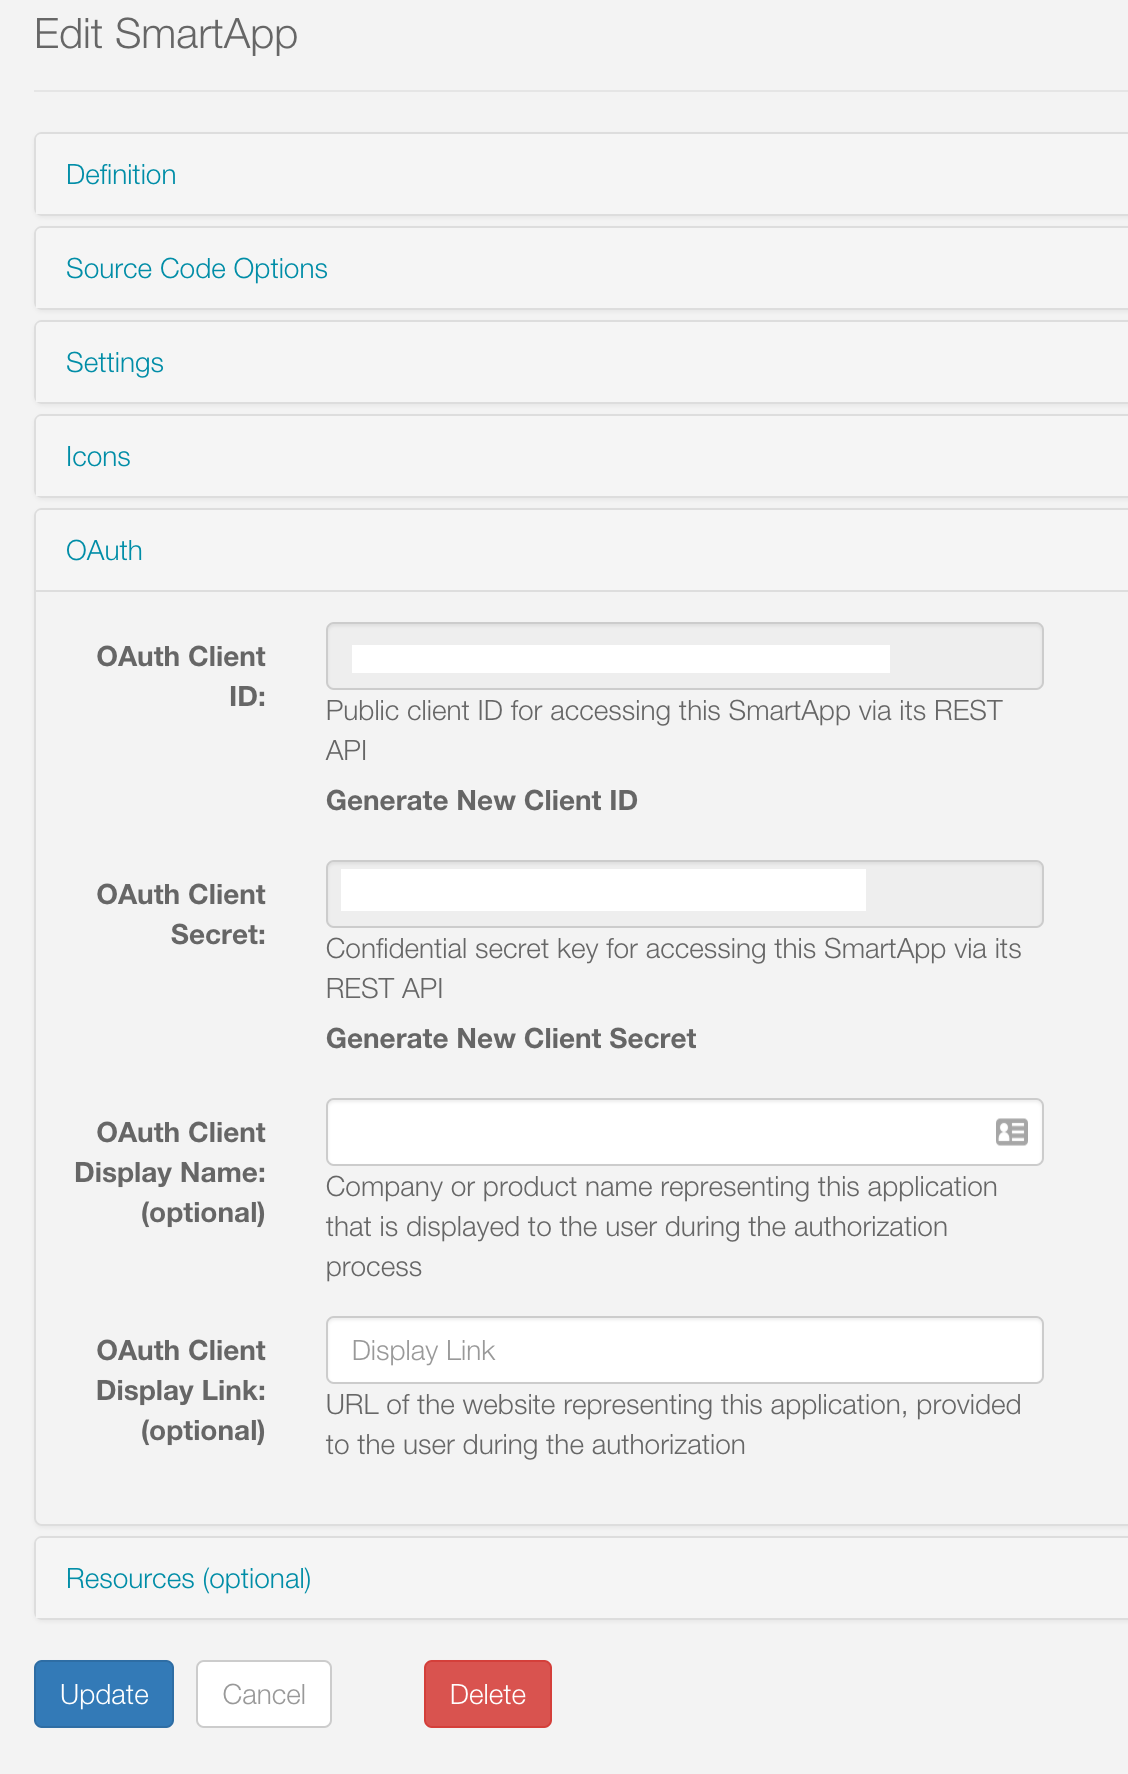 Edit SmartApp
Definition
Source Code Options
Settings
Icons
OAuth
OAuth Client
ID:
Public client ID for accessing this SmartApp via its REST
API
Generate New Client ID
OAuth Client
Secret:
Confidential secret key for accessing this SmartApp via its
REST API
Generate New Client Secret
OAuth Client
Display Name:
(optional)
Company or product name representing this application
that is displayed to the user during the authorization
process
OAuth Client
Display Link:
(optional)
Display Link
URL of the website representing this application, provided
to the user during the authorization
Resources (optional)
Update
Cancel
Delete